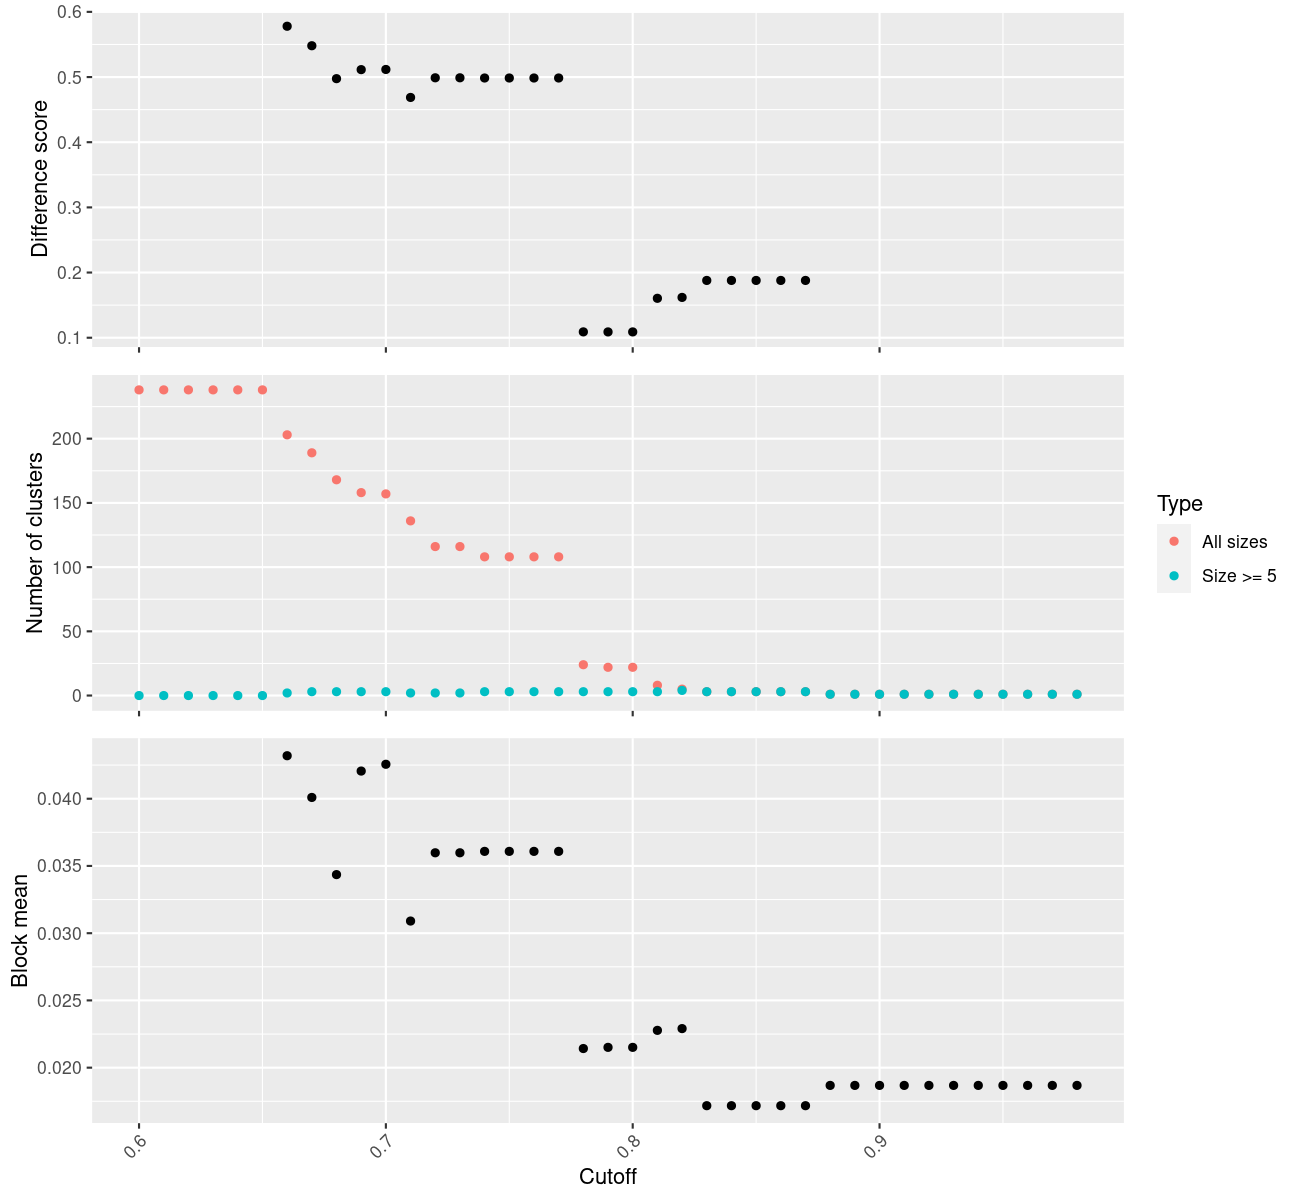 Difference score
0.6
0.5
0.4
0.3
0.2
0.1
Number of clusters
200
150
100
50
0
Type
All sizes
Size >= 5
Block mean
0.040
0.035
0.030
0.025
0.020
0.6
0.7
0.8
0.9
Cutoff